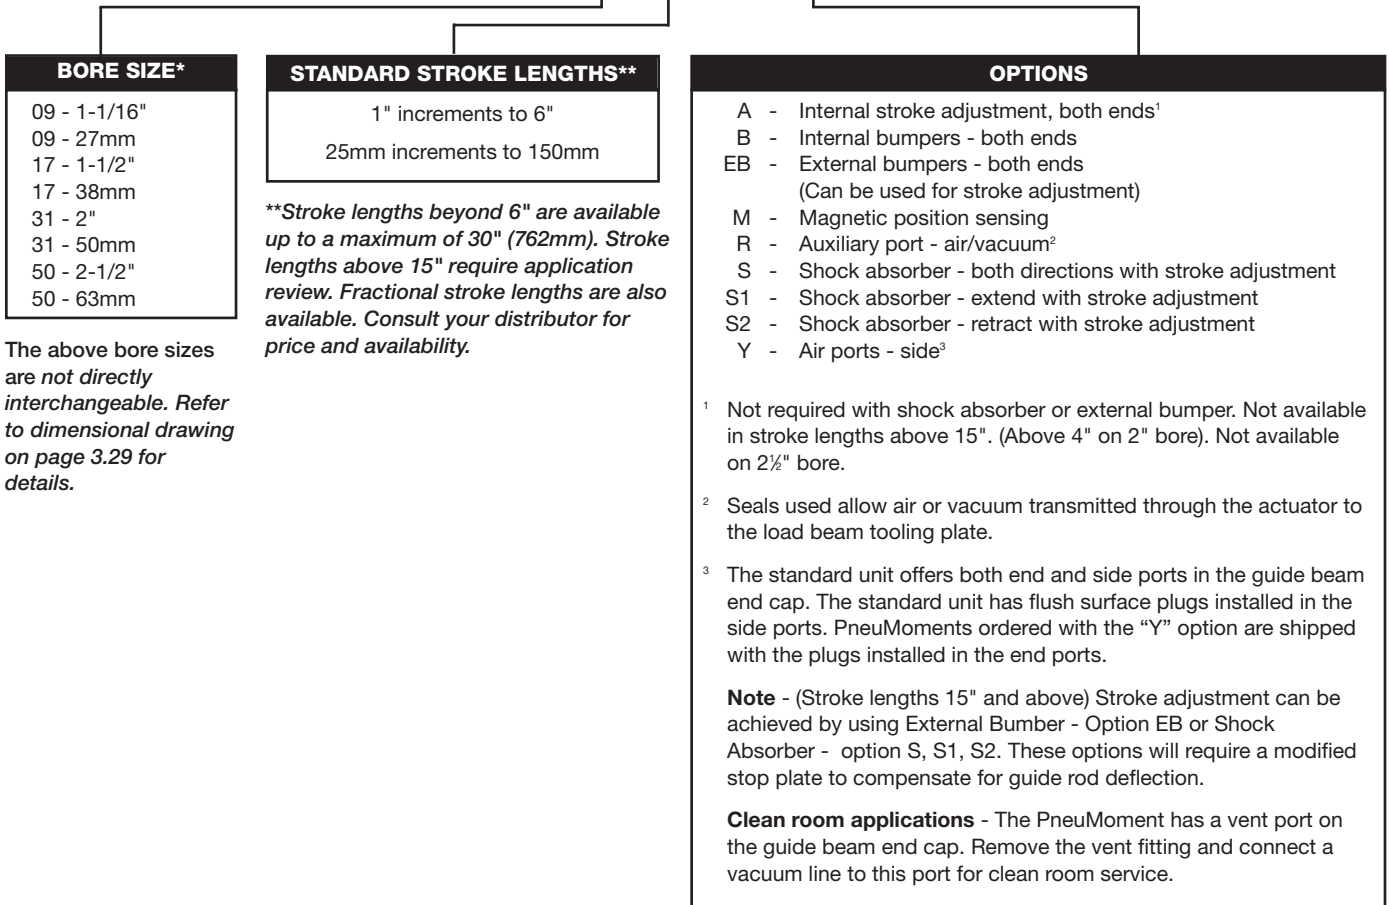 BORE SIZE*
09 - 1-1/16"
09 - 27mm
17 - 1-1/2"
17 - 38mm
31 - 2"
31 - 50mm
50 - 2-1/2"
50 - 63mm
The above bore sizes
are not directly
interchangeable. Refer
to dimensional drawing
on page 3.29 for
details.
STANDARD STROKE LENGTHS**
1" increments to 6"
25mm increments to 150mm
**Stroke lengths beyond 6" are available
up to a maximum of 30" (762mm). Stroke
lengths above 15" require application
review. Fractional stroke lengths are also
available. Consult your distributor for
price and availability.
OPTIONS
A - Internal stroke adjustment, both ends¹
B - Internal bumpers - both ends
EB - External bumpers - both ends
(Can be used for stroke adjustment)
M - Magnetic position sensing
R - Auxiliary port - air/vacuum²
S - Shock absorber - both directions with stroke adjustment
S1 - Shock absorber - extend with stroke adjustment
S2 - Shock absorber - retract with stroke adjustment
Y - Air ports - side³
¹ Not required with shock absorber or external bumper. Not available
in stroke lengths above 15". (Above 4" on 2" bore). Not available
on 2½" bore.
² Seals used allow air or vacuum transmitted through the actuator to
the load beam tooling plate.
³ The standard unit offers both end and side ports in the guide beam
end cap. The standard unit has flush surface plugs installed in the
side ports. PneuMoments ordered with the “Y” option are shipped
with the plugs installed in the end ports.
Note - (Stroke lengths 15" and above) Stroke adjustment can be
achieved by using External Bumber - Option EB or Shock
Absorber - option S, S1, S2. These options will require a modified
stop plate to compensate for guide rod deflection.
Clean room applications - The PneuMoment has a vent port on
the guide beam end cap. Remove the vent fitting and connect a
vacuum line to this port for clean room service.